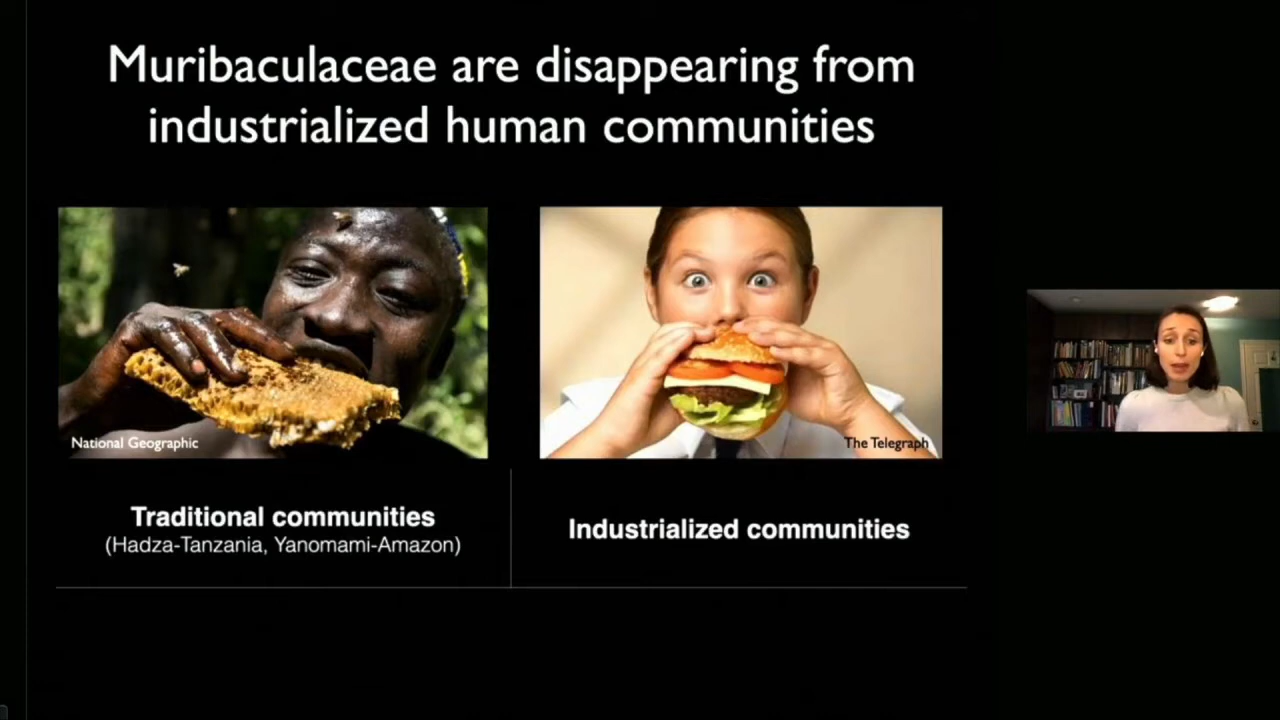 Muribaculaceae are disappearing from
industrialized human communities
National Geographic
The Telegraph
Traditional communities
(Hadza-Tanzania, Yanomami-Amazon)
Industrialized communities